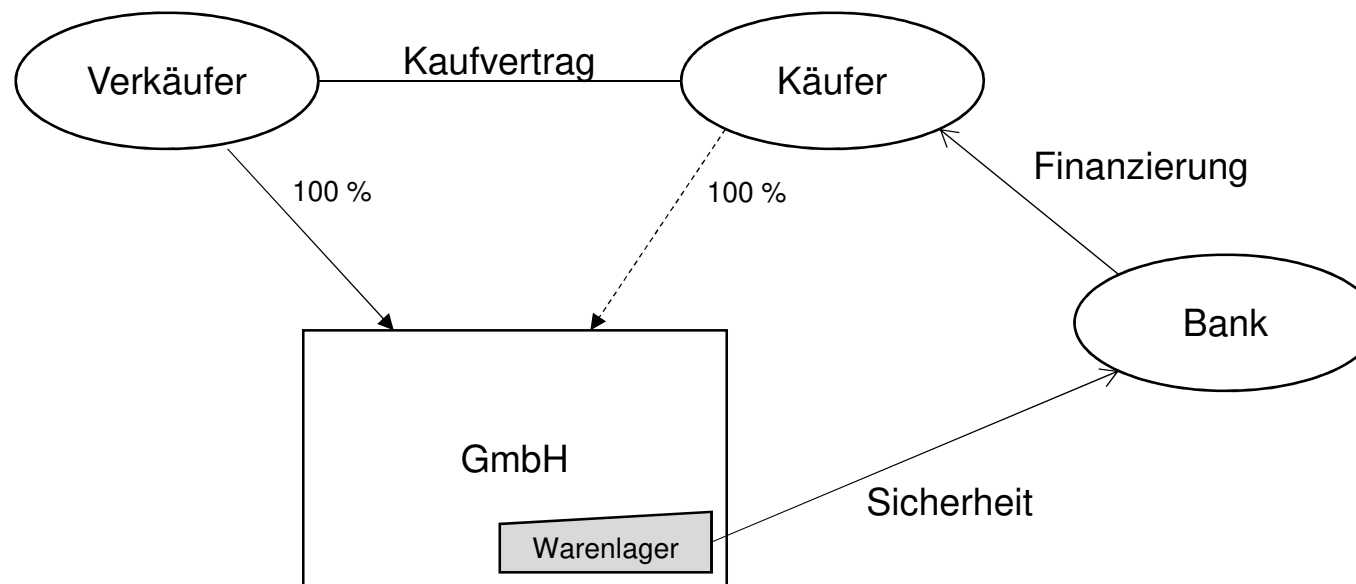 Verkäufer
Kaufvertrag
Käufer
100 %
100 %
Finanzierung
Bank
GmbH
Sicherheit
Warenlager